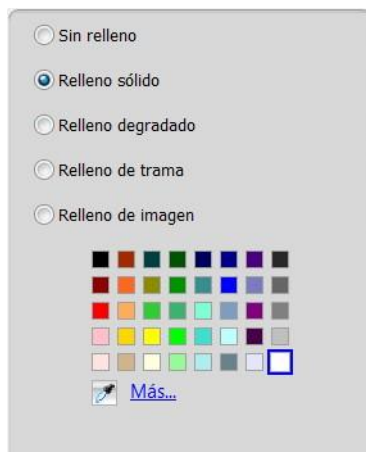 Sin relleno
Relleno sólido
Relleno degradado
Relleno de trama
Relleno de imagen
Más...